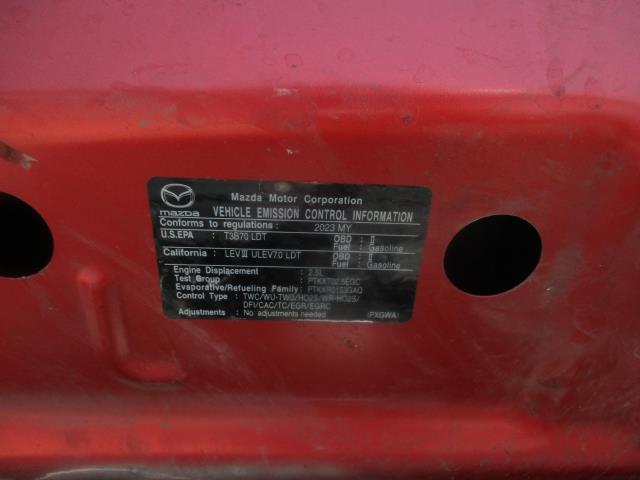 Mazda Motor Corporation
mazda VEHICLE EMISSION CONTROL INFORMATION
Conforms to regulations: 2023 MY
U.S.EPA : T3B70 LDT OBD : II
Fuel : Gasoline
California : LEVIII ULEV70 LDT OBD : II
Fuel : Gasoline
Engine Displacement : 2.5L
Test Group :
Evaporative/Refueling Family:
Control Type : TWC/WU-TWC/HO2S/WR-HO2S/
DFI/CAC/TC/EGR/EGRC
Adjustments : No adjustments needed (PXGWA)